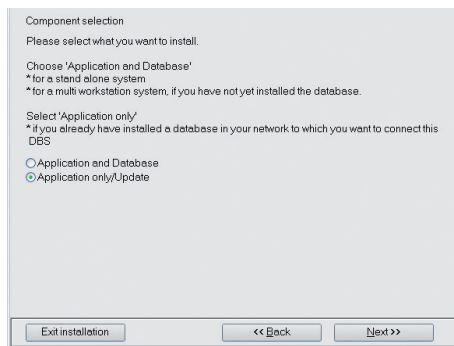 Component selection
Please select what you want to install.
Choose 'Application and Database'
*for a stand alone system
*for a multi workstation system, if you have not yet installed the database.
Select 'Application only'
*if you already have installed a database in your network to which you want to connect this
DBS
Application and Database
Application only/Update
Exit installation << Back Next >>